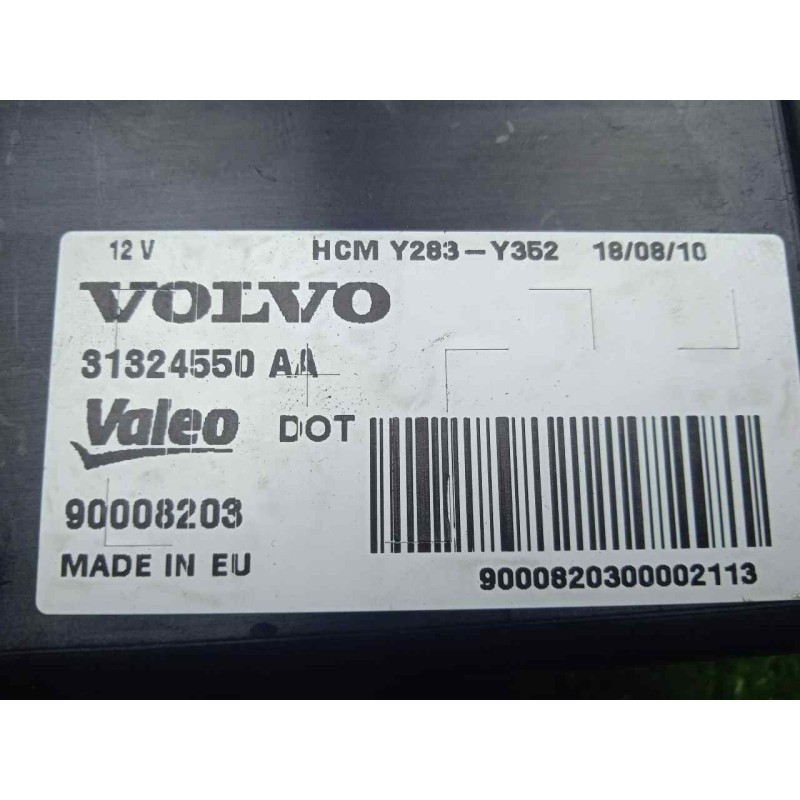 12 V HCM Y283-Y352 18/08/10
VOLVO
31324550 AA
Valeo DOT
90008203
MADE IN EU
9000820300002113